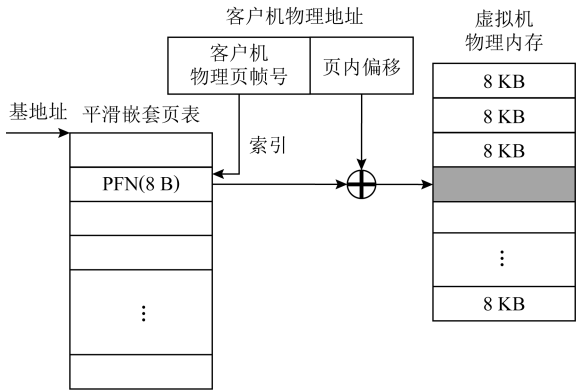 客户机物理地址
客户机
物理页帧号
页内偏移
虚拟机
物理内存
基地址
平滑嵌套页表
索引
PFN(8 B)
8 KB
8 KB
8 KB
⋮
⋮
8 KB